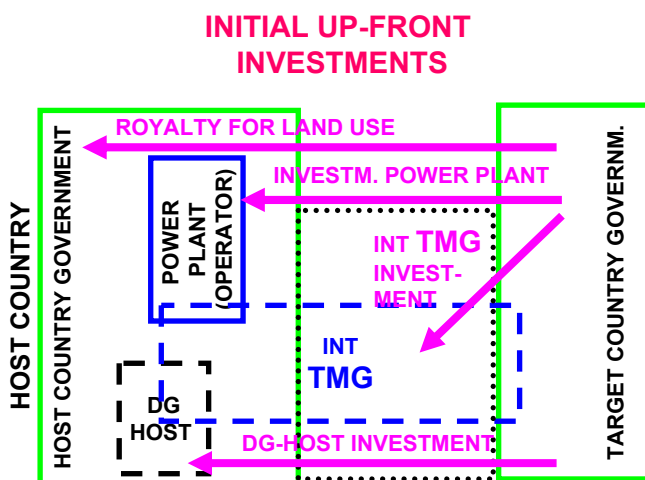 INITIAL UP-FRONT
INVESTMENTS
HOST COUNTRY
HOST COUNTRY GOVERNMENT
ROYALTY FOR LAND USE
INVESTM. POWER PLANT
POWER
PLANT
(OPERATOR)
INT TMG
INVEST-
MENT
INT
TMG
DG
HOST
DG-HOST INVESTMENT
TARGET COUNTRY GOVERNM.